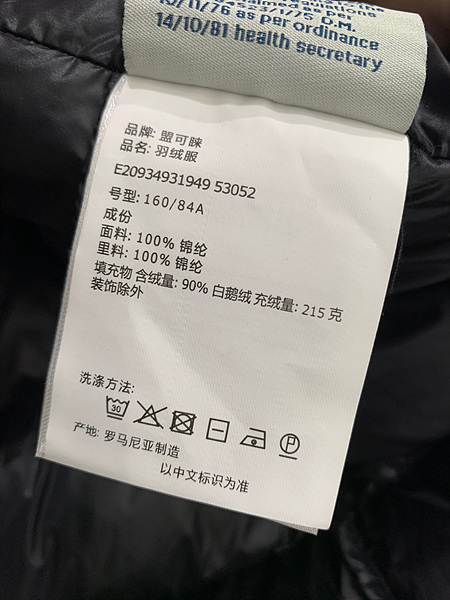 10/11/76 as per ordinance
14/10/81 health secretary
品牌: 盟可睐
品名: 羽绒服
E20934931949 53052
号型: 160/84A
成份
面料: 100% 锦纶
里料: 100% 锦纶
填充物 含绒量: 90% 白鹅绒 充绒量: 215 克
装饰除外
洗涤方法:
30
P
产地: 罗马尼亚制造
以中文标识为准